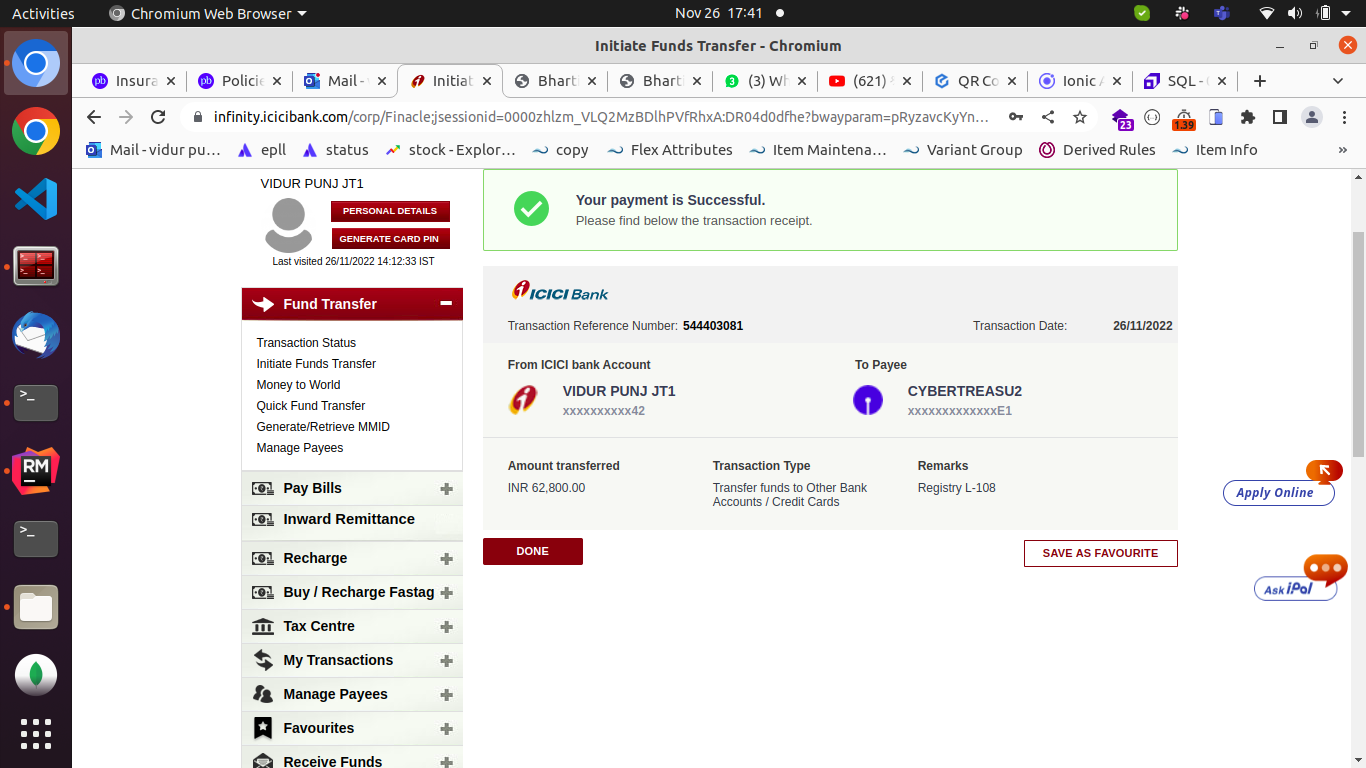 Activities
Chromium Web Browser
Nov 26 17:41
Initiate Funds Transfer - Chromium
Insura
Policie
Mail -
Initiat
Bharti
Bharti
(3) Wh
(621)
QR Co
Ionic A
SQL -
infinity.icicibank.com/corp/Finacle;jsessionid=0000zhlzm_VLQ2MzBDlhPVfRhxA:DR04d0dfhe?bwayparam=pRyzavcKyYn…
23
1.39
Mail - vidur pu…
epll
status
stock - Explor…
copy
Flex Attributes
Item Maintena…
Variant Group
Derived Rules
Item Info
»
VIDUR PUNJ JT1
PERSONAL DETAILS
GENERATE CARD PIN
Last visited 26/11/2022 14:12:33 IST
Fund Transfer
Transaction Status
Initiate Funds Transfer
Money to World
Quick Fund Transfer
Generate/Retrieve MMID
Manage Payees
Pay Bills
Inward Remittance
Recharge
Buy / Recharge Fastag
Tax Centre
My Transactions
Manage Payees
Favourites
Receive Funds
Your payment is Successful.
Please find below the transaction receipt.
ICICI Bank
Transaction Reference Number: 544403081
Transaction Date: 26/11/2022
From ICICI bank Account
To Payee
VIDUR PUNJ JT1
xxxxxxxxxx42
CYBERTREASU2
xxxxxxxxxxxxxE1
Amount transferred
Transaction Type
Remarks
INR 62,800.00
Transfer funds to Other Bank
Accounts / Credit Cards
Registry L-108
DONE
SAVE AS FAVOURITE
Apply Online
Ask iPal